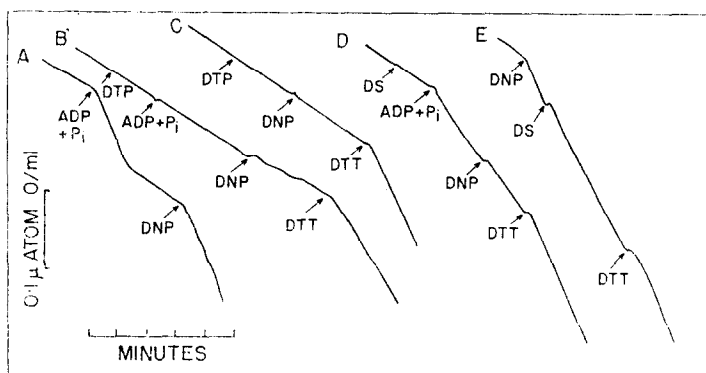 A
ADP
+Pi
DNP
B
DTP
ADP+Pi
DNP
DTT
C
DTP
DNP
DTT
D
DS
ADP+Pi
DNP
DTT
E
DNP
DS
DTT
0·1 μ ATOM O/ml
MINUTES